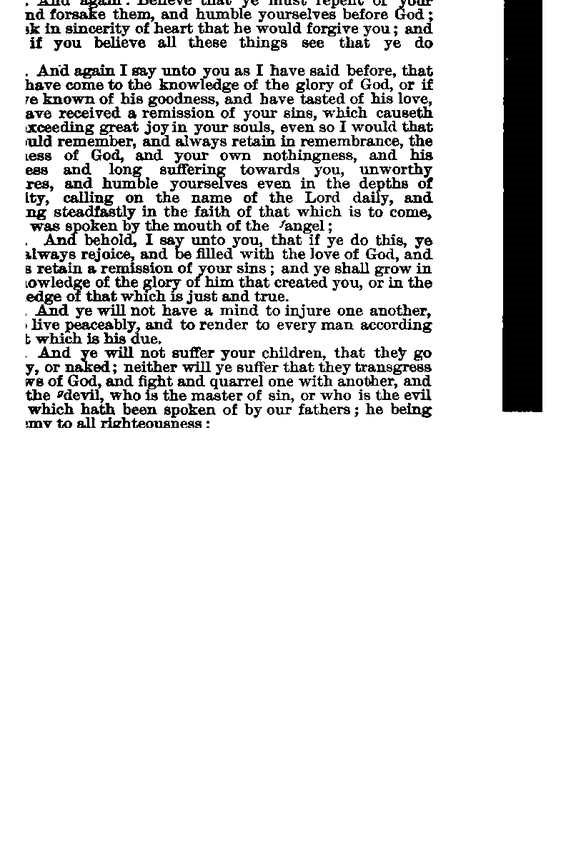 . And again: Believe that ye must repent of your
nd forsake them, and humble yourselves before God;
k in sincerity of heart that he would forgive you; and
if you believe all these things see that ye do
. And again I say unto you as I have said before, that
have come to the knowledge of the glory of God, or if
e known of his goodness, and have tasted of his love,
ave received a remission of your sins, which causeth
xceeding great joy in your souls, even so I would that
uld remember, and always retain in remembrance, the
ess of God, and your own nothingness, and his
ess and long suffering towards you, unworthy
res, and humble yourselves even in the depths of
ity, calling on the name of the Lord daily, and
ng steadfastly in the faith of that which is to come,
was spoken by the mouth of the fangel;
. And behold, I say unto you, that if ye do this, ye
always rejoice, and be filled with the love of God, and
s retain a remission of your sins; and ye shall grow in
owledge of the glory of him that created you, or in the
edge of that which is just and true.
. And ye will not have a mind to injure one another,
live peaceably, and to render to every man according
t which is his due.
. And ye will not suffer your children, that they go
y, or naked; neither will ye suffer that they transgress
ws of God, and fight and quarrel one with another, and
the gdevil, who is the master of sin, or who is the evil
which hath been spoken of by our fathers; he being
my to all righteousness: